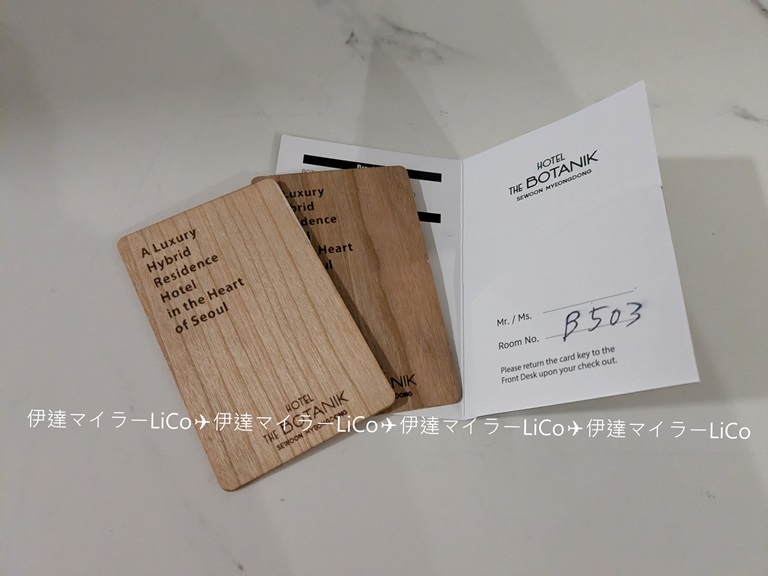 A Luxury
Hybrid
Residence
Hotel
in the Heart
of Seoul
HOTEL
THE BOTANIK
SEWOON MYEONGDONG
HOTEL
THE BOTANIK
SEWOON MYEONGDONG
Mr. / Ms.
Room No. B503
Please return the card key to the
Front Desk upon your check out.
伊達マイラーLiCo✈伊達マイラーLiCo✈伊達マイラーLiCo✈伊達マイラーLiCo